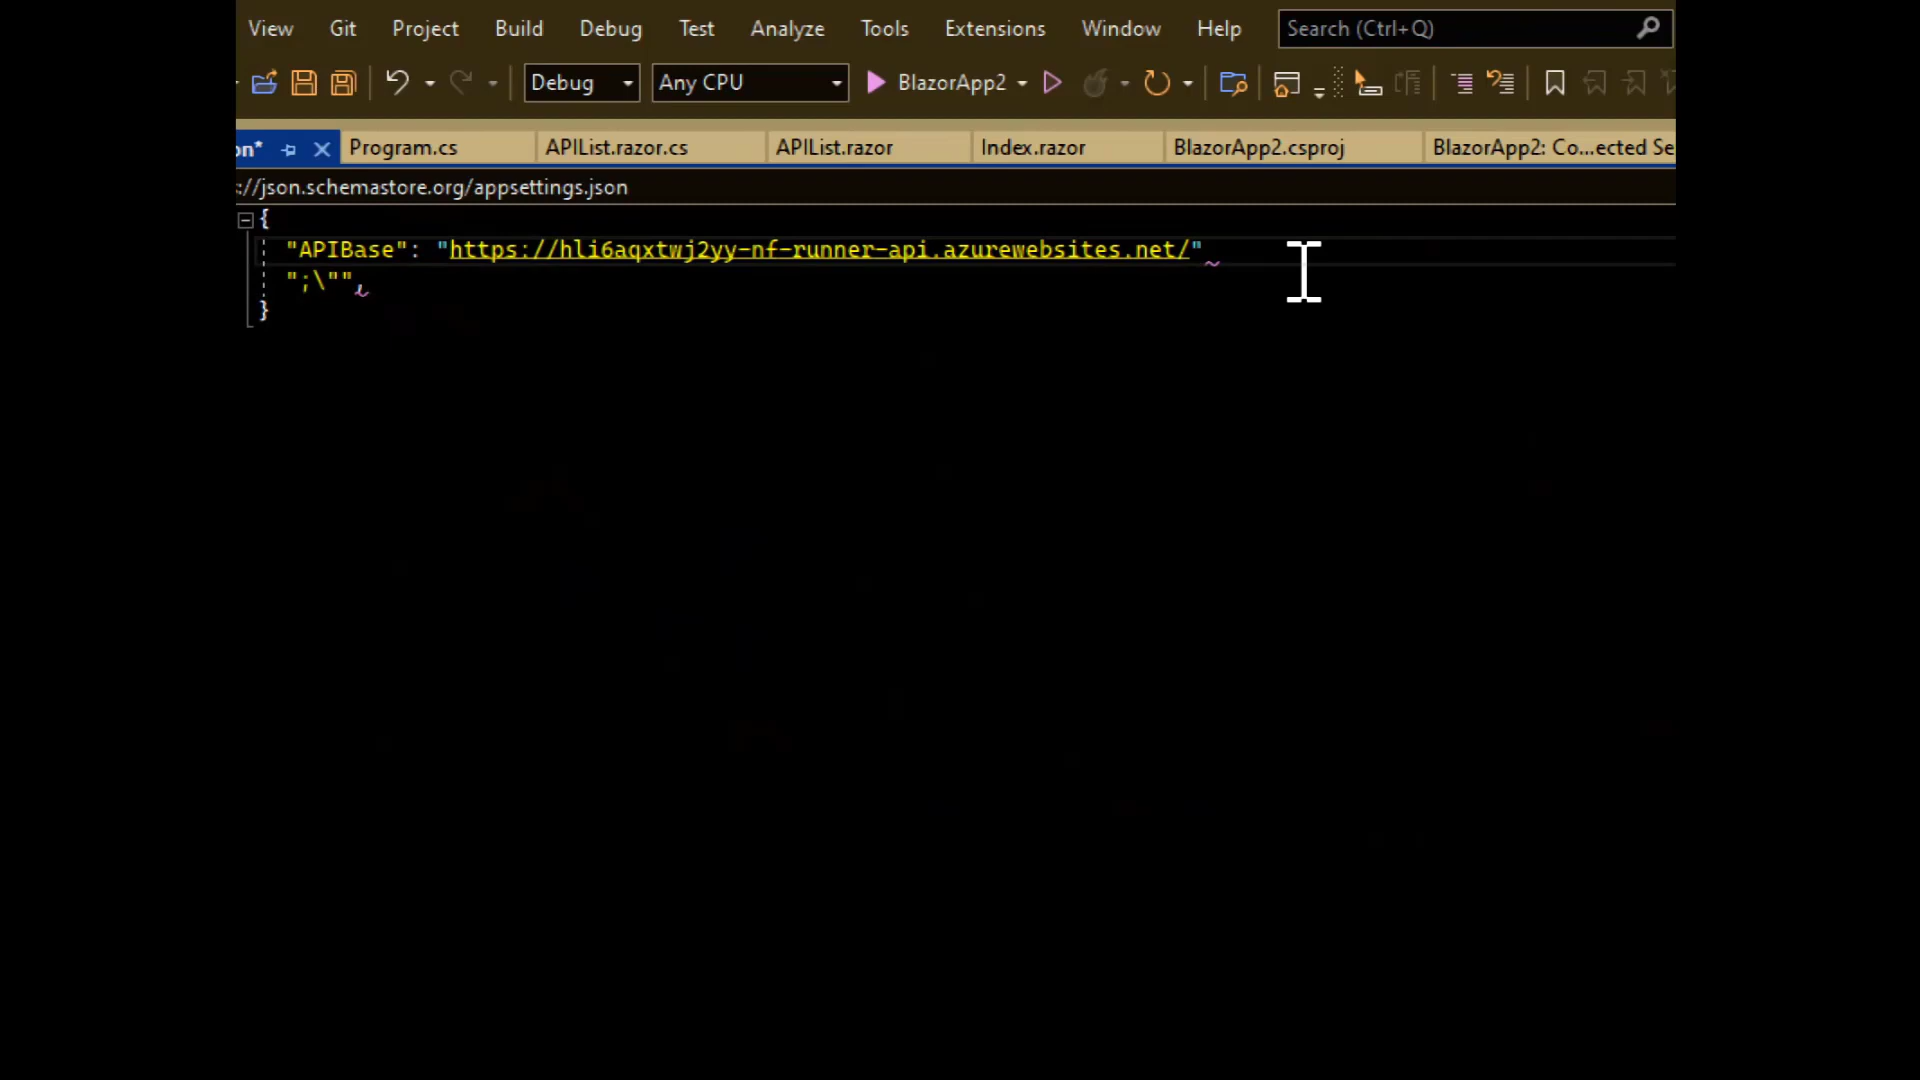 View Git Project Build Debug Test Analyze Tools Extensions Window Help Search (Ctrl+Q)
Debug Any CPU BlazorApp2
on* Program.cs APIList.razor.cs APIList.razor Index.razor BlazorApp2.csproj BlazorApp2: Co...ected Se
://json.schemastore.org/appsettings.json
{
"APIBase": "https://hli6aqxtwj2yy-nf-runner-api.azurewebsites.net/"
";\"",
}